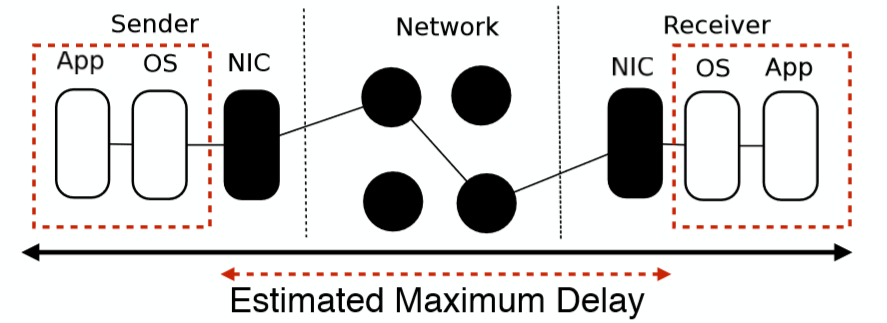 Sender
Network
Receiver
App OS NIC
NIC OS App
Estimated Maximum Delay